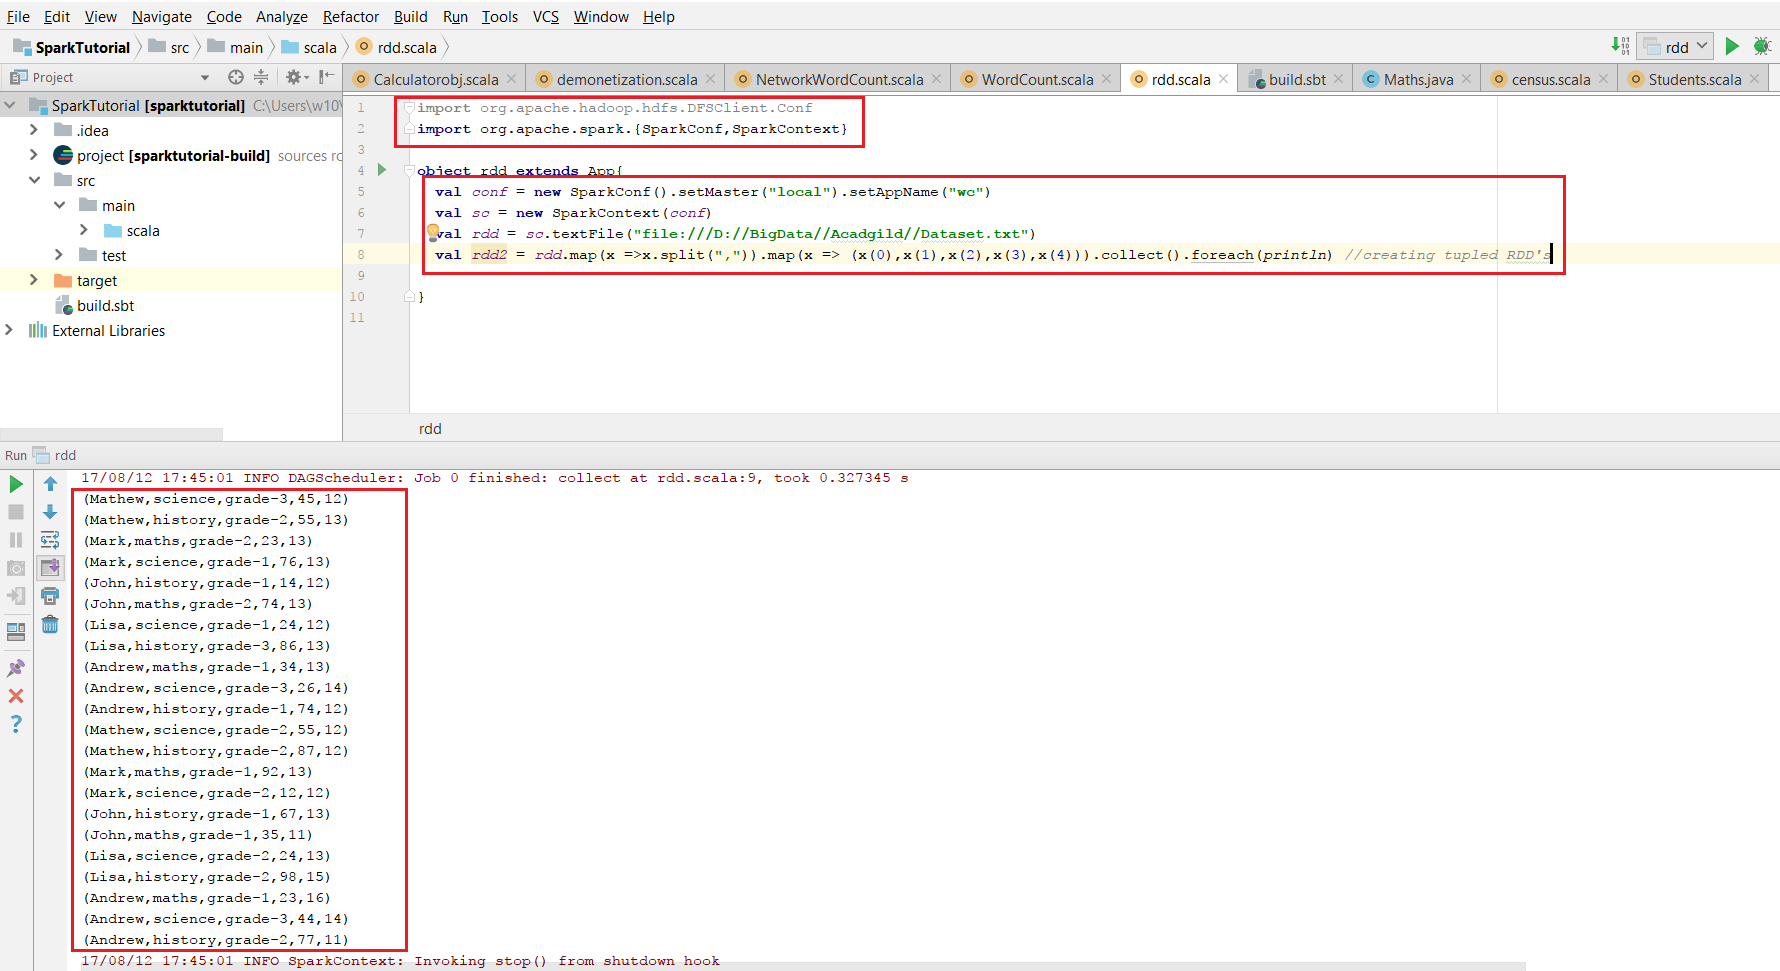 File Edit View Navigate Code Analyze Refactor Build Run Tools VCS Window Help
SparkTutorial src main scala rdd.scala
rdd
Project
Calculatorobj.scala demonetization.scala NetworkWordCount.scala WordCount.scala rdd.scala build.sbt Maths.java census.scala Students.scala
SparkTutorial [sparktutorial] C:\Users\w10\
.idea
project [sparktutorial-build] sources ro
src
main
scala
test
target
build.sbt
External Libraries
1 import org.apache.hadoop.hdfs.DFSClient.Conf
2 import org.apache.spark.{SparkConf,SparkContext}
3
4 object rdd extends App{
5 val conf = new SparkConf().setMaster("local").setAppName("wc")
6 val sc = new SparkContext(conf)
7 val rdd = sc.textFile("file:///D://BigData//Acadgild//Dataset.txt")
8 val rdd2 = rdd.map(x =>x.split(",")).map(x => (x(0),x(1),x(2),x(3),x(4))).collect().foreach(println) //creating tupled RDD's
9
10 }
11
rdd
Run rdd
17/08/12 17:45:01 INFO DAGScheduler: Job 0 finished: collect at rdd.scala:9, took 0.327345 s
(Mathew,science,grade-3,45,12)
(Mathew,history,grade-2,55,13)
(Mark,maths,grade-2,23,13)
(Mark,science,grade-1,76,13)
(John,history,grade-1,14,12)
(John,maths,grade-2,74,13)
(Lisa,science,grade-1,24,12)
(Lisa,history,grade-3,86,13)
(Andrew,maths,grade-1,34,13)
(Andrew,science,grade-3,26,14)
(Andrew,history,grade-1,74,12)
(Mathew,science,grade-2,55,12)
(Mathew,history,grade-2,87,12)
(Mark,maths,grade-1,92,13)
(Mark,science,grade-2,12,12)
(John,history,grade-1,67,13)
(John,maths,grade-1,35,11)
(Lisa,science,grade-2,24,13)
(Lisa,history,grade-2,98,15)
(Andrew,maths,grade-1,23,16)
(Andrew,science,grade-3,44,14)
(Andrew,history,grade-2,77,11)
17/08/12 17:45:01 INFO SparkContext: Invoking stop() from shutdown hook